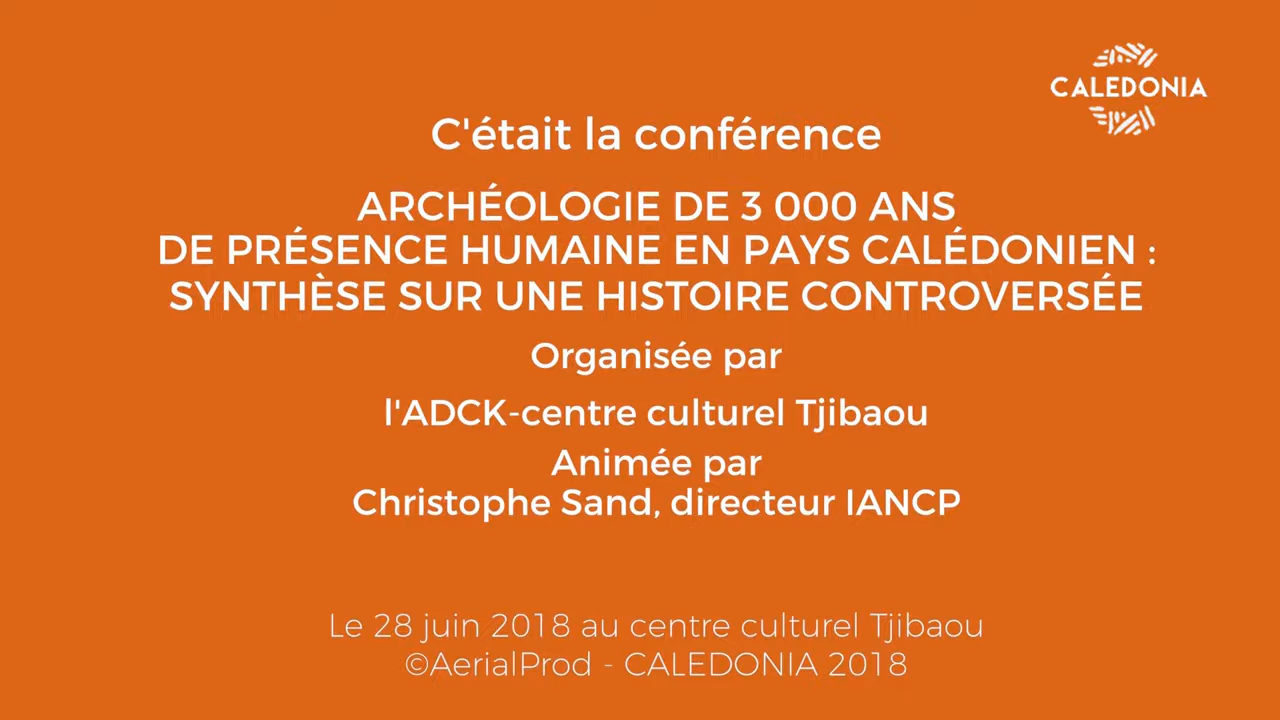 CALEDONIA
C'était la conférence
ARCHÉOLOGIE DE 3 000 ANS
DE PRÉSENCE HUMAINE EN PAYS CALÉDONIEN :
SYNTHÈSE SUR UNE HISTOIRE CONTROVERSÉE
Organisée par
l'ADCK-centre culturel Tjibaou
Animée par
Christophe Sand, directeur IANCP
Le 28 juin 2018 au centre culturel Tjibaou
©AerialProd - CALEDONIA 2018